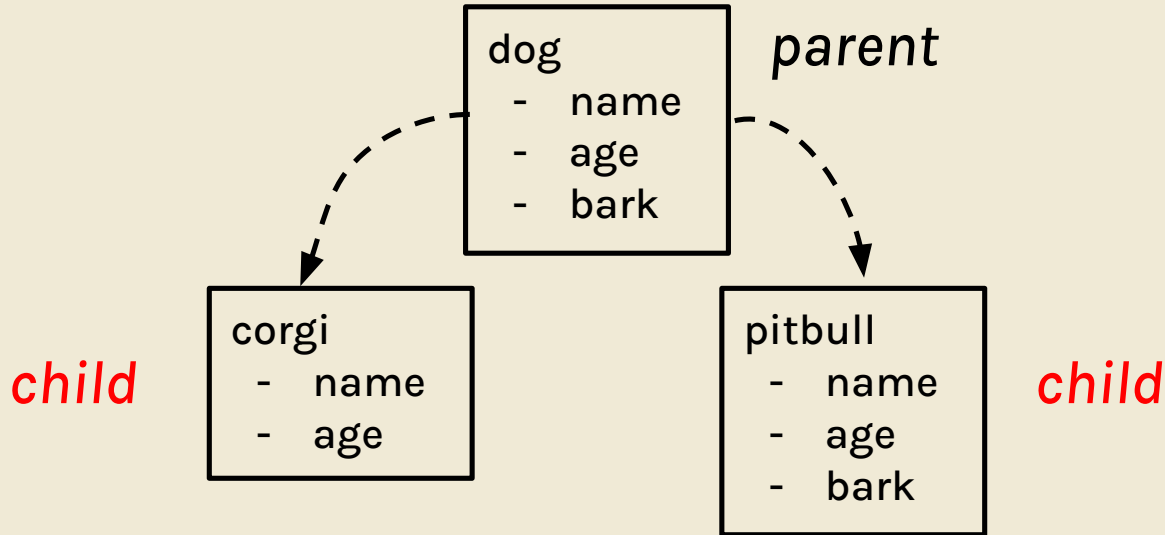 dog
- name
- age
- bark
parent
corgi
- name
- age
child
pitbull
- name
- age
- bark
child